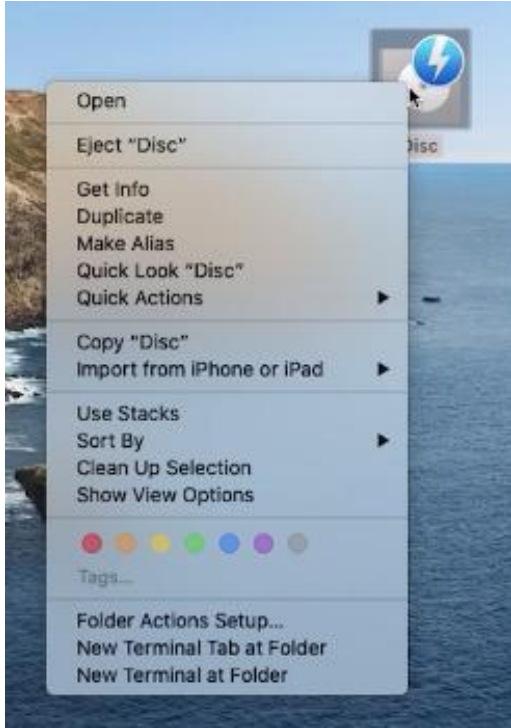 Disc
Open
Eject "Disc"
Get Info
Duplicate
Make Alias
Quick Look "Disc"
Quick Actions
Copy "Disc"
Import from iPhone or iPad
Use Stacks
Sort By
Clean Up Selection
Show View Options
Tags...
Folder Actions Setup...
New Terminal Tab at Folder
New Terminal at Folder